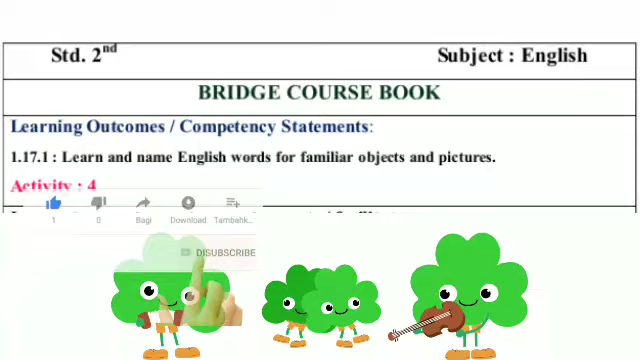 Std. 2nd Subject : English
BRIDGE COURSE BOOK
Learning Outcomes / Competency Statements:
1.17.1 : Learn and name English words for familiar objects and pictures.
Activity : 4
1 0 Bagi Download Tambahk...
DISUBSCRIBE